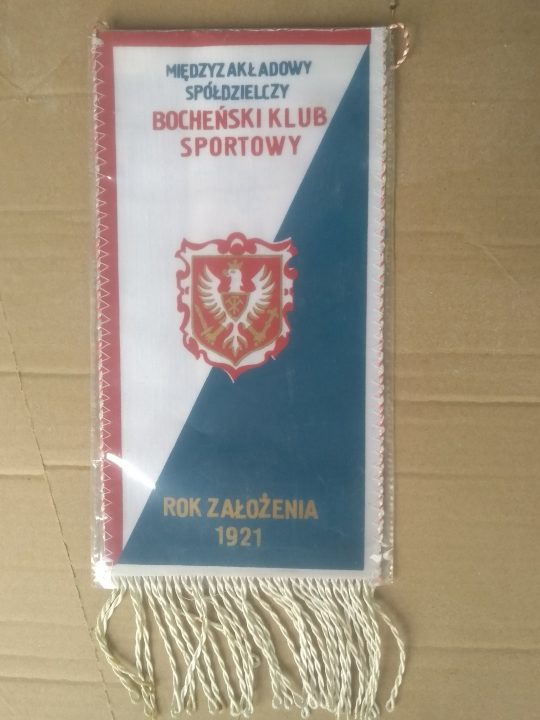 MIĘDZYZAKŁADOWY
SPÓŁDZIELCZY
BOCHEŃSKI KLUB
SPORTOWY
ROK ZAŁOŻENIA
1921